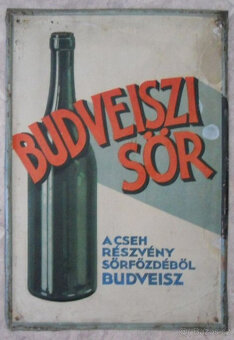 BUDVEISZI
SÖR
A CSEH
RÉSZVÉNY
SÖRFŐZDÉBŐL
BUDVEISZ